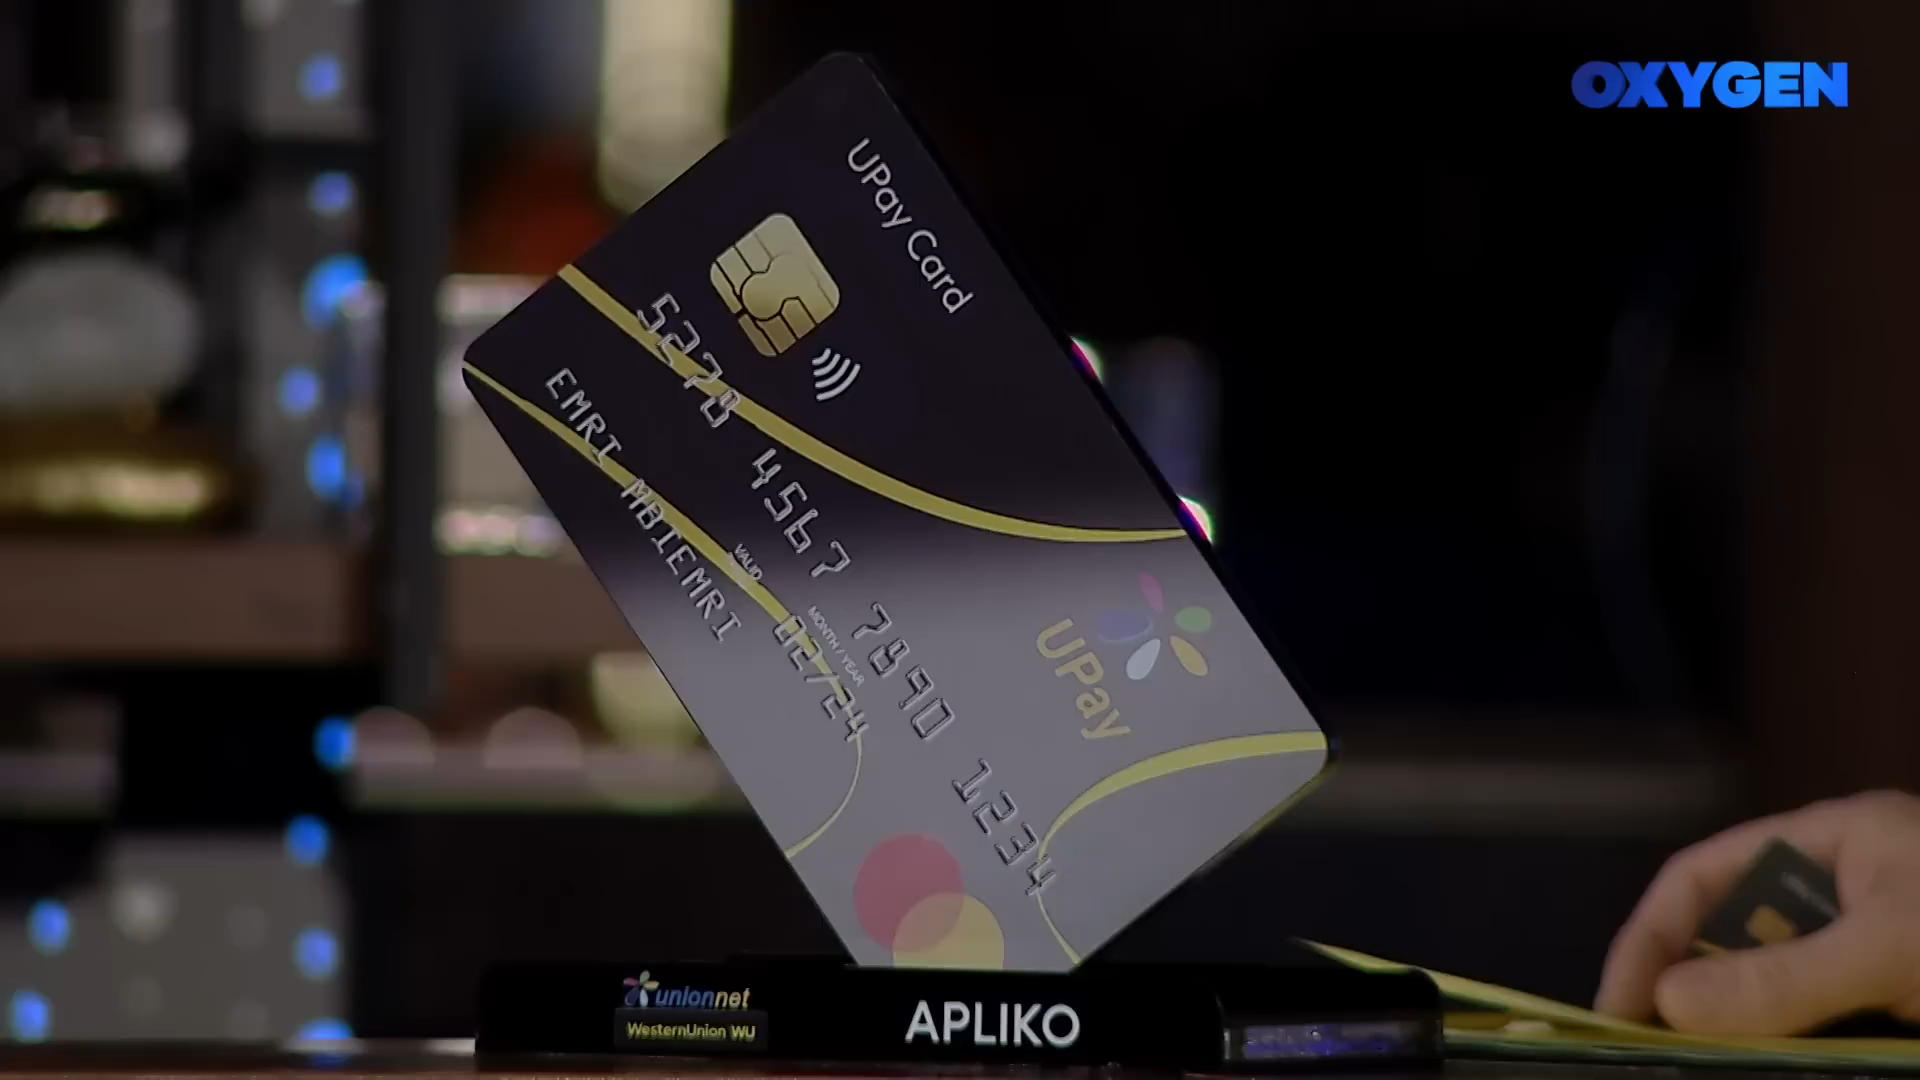 OXYGEN
UPay Card
5278 4567 7890 1234
VALID
MONTH / YEAR
02/24
EMRI MBIEMRI
UPay
unionnet
WesternUnion WU
APLIKO